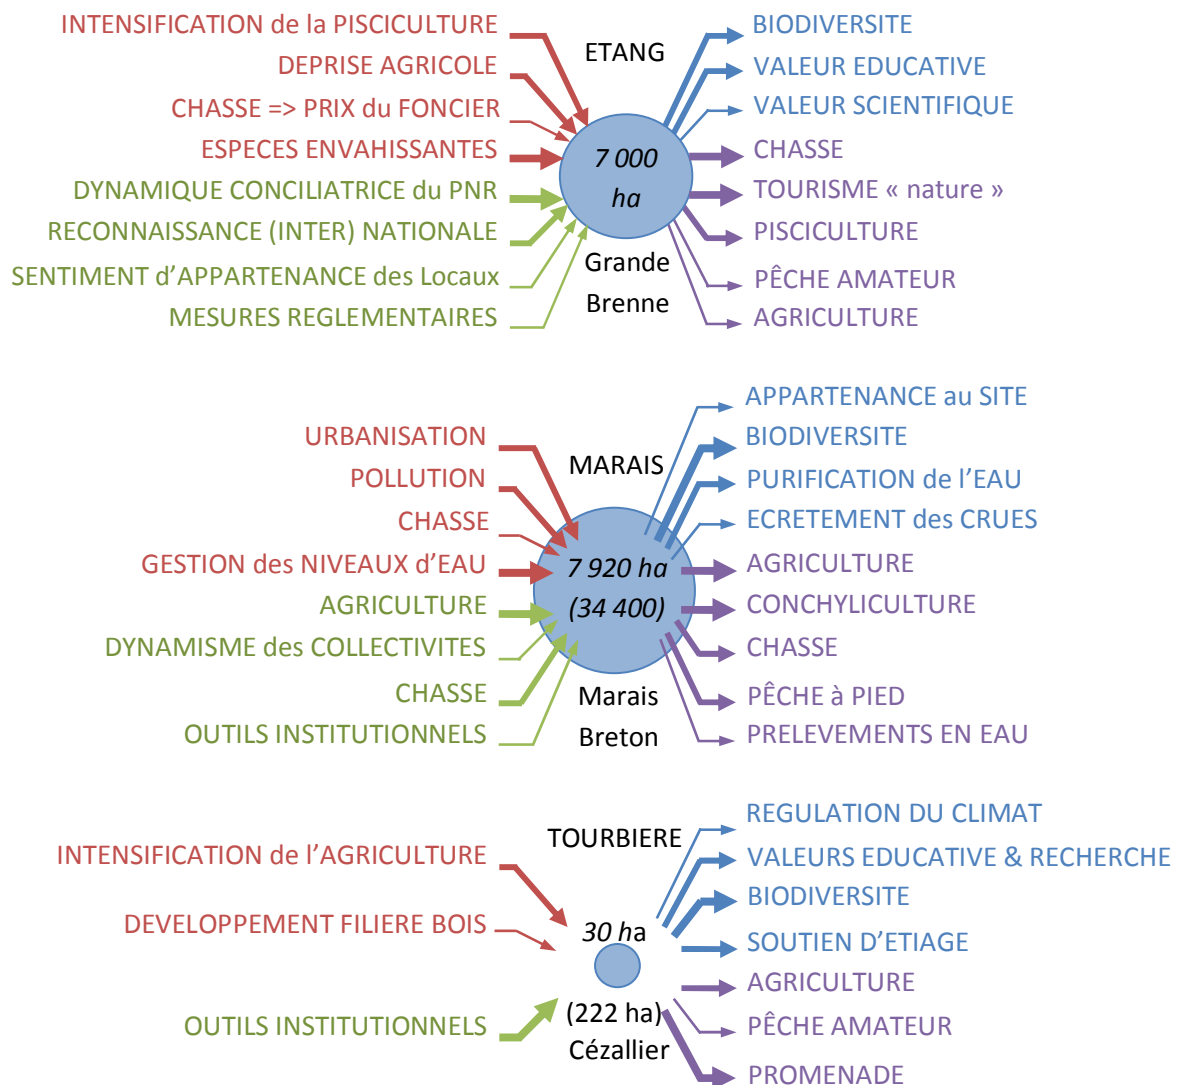 INTENSIFICATION de la PISCICULTURE
DEPRISE AGRICOLE
CHASSE => PRIX du FONCIER
ESPECES ENVAHISSANTES
DYNAMIQUE CONCILIATRICE du PNR
RECONNAISSANCE (INTER) NATIONALE
SENTIMENT d'APPARTENANCE des Locaux
MESURES REGLEMENTAIRES
ETANG
7 000
ha
Grande
Brenne
BIODIVERSITE
VALEUR EDUCATIVE
VALEUR SCIENTIFIQUE
CHASSE
TOURISME « nature »
PISCICULTURE
PÊCHE AMATEUR
AGRICULTURE
URBANISATION
POLLUTION
CHASSE
GESTION des NIVEAUX d'EAU
AGRICULTURE
DYNAMISME des COLLECTIVITES
CHASSE
OUTILS INSTITUTIONNELS
MARAIS
7 920 ha
(34 400)
Marais
Breton
APPARTENANCE au SITE
BIODIVERSITE
PURIFICATION de l'EAU
ECRETEMENT des CRUES
AGRICULTURE
CONCHYLICULTURE
CHASSE
PÊCHE à PIED
PRELEVEMENTS EN EAU
INTENSIFICATION de l'AGRICULTURE
DEVELOPPEMENT FILIERE BOIS
OUTILS INSTITUTIONNELS
TOURBIERE
30 ha
(222 ha)
Cézallier
REGULATION DU CLIMAT
VALEURS EDUCATIVE & RECHERCHE
BIODIVERSITE
SOUTIEN D'ETIAGE
AGRICULTURE
PÊCHE AMATEUR
PROMENADE